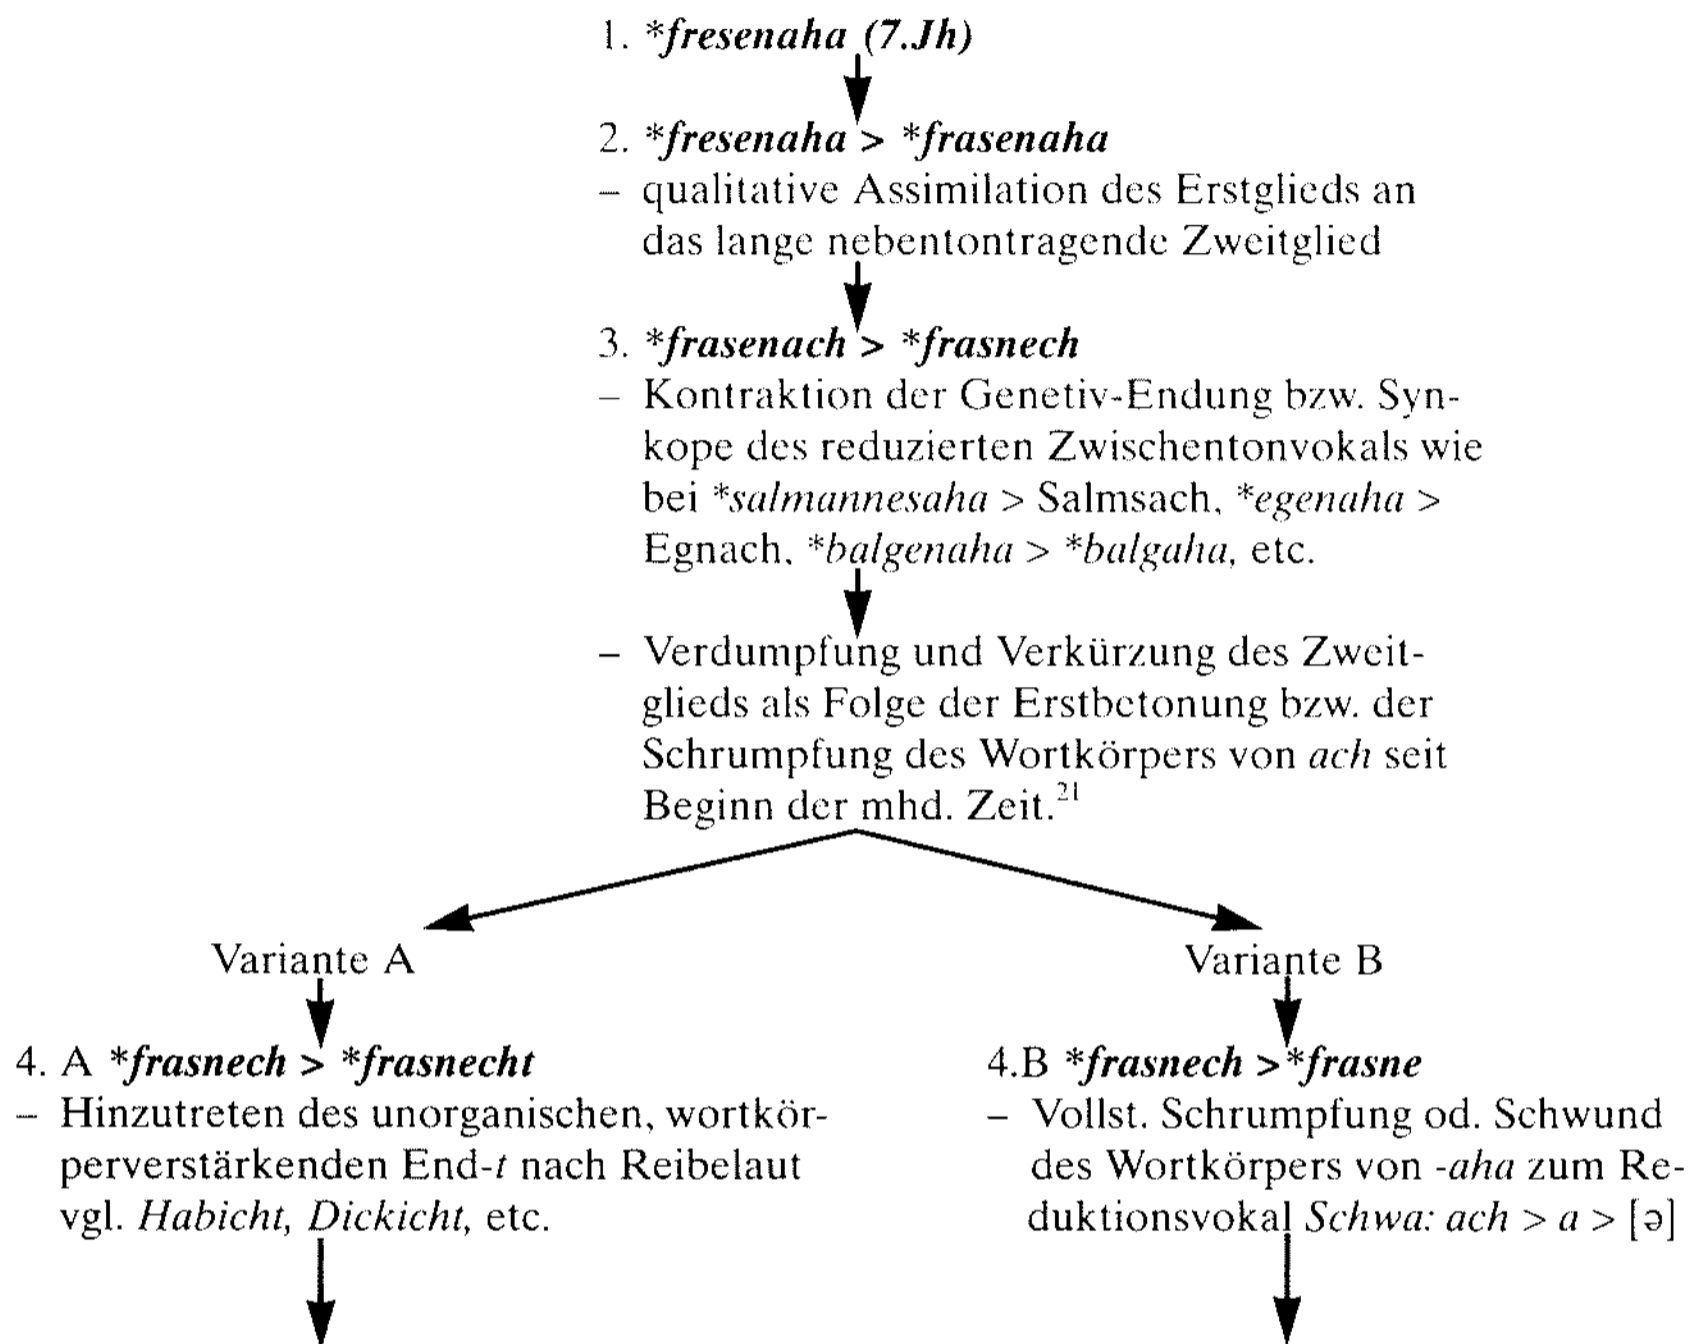 1. *fresenaha (7.Jh)
2. *fresenaha > *frasenaha
– qualitative Assimilation des Erstglieds an
das lange nebentontragende Zweitglied
3. *frasenach > *frasnech
– Kontraktion der Genetiv-Endung bzw. Syn-
kope des reduzierten Zwischentonvokals wie
bei *salmannesaha > Salmsach, *egenaha >
Egnach, *balgenaha > *balgaha, etc.
– Verdumpfung und Verkürzung des Zweit-
glieds als Folge der Erstbetonung bzw. der
Schrumpfung des Wortkörpers von ach seit
Beginn der mhd. Zeit.²¹
Variante A
4. A *frasnech > *frasnecht
– Hinzutreten des unorganischen, wortkör-
perverstärkenden End-t nach Reibelaut
vgl. Habicht, Dickicht, etc.
Variante B
4.B *frasnech >*frasne
– Vollst. Schrumpfung od. Schwund
des Wortkörpers von -aha zum Re-
duktionsvokal Schwa: ach > a > [ə]